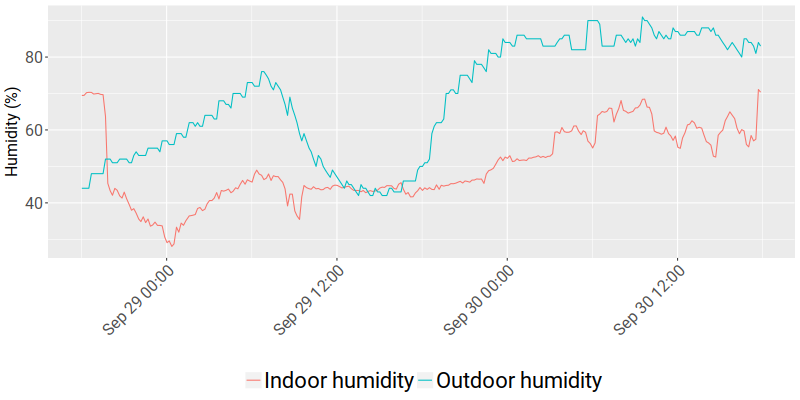 Humidity (%)
80
60
40
Sep 29 00:00
Sep 29 12:00
Sep 30 00:00
Sep 30 12:00
Indoor humidity Outdoor humidity